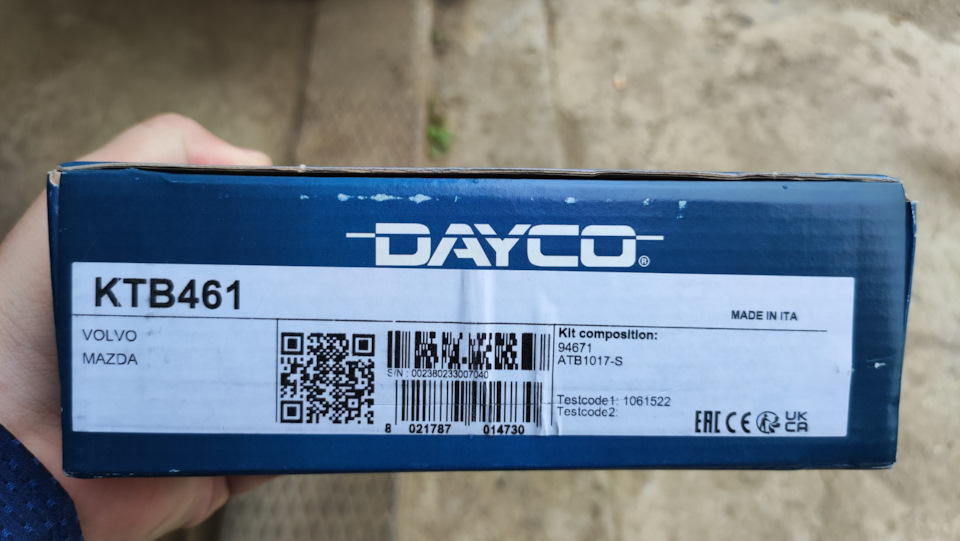 DAYCO®
KTB461
MADE IN ITA
VOLVO
MAZDA
S/N : 002380233007040
8 021787 014730
Kit composition:
94671
ATB1017-S
Testcode1: 1061522
Testcode2:
EAC CE UK CA